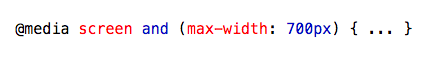 @media screen and (max-width: 700px) { ... }